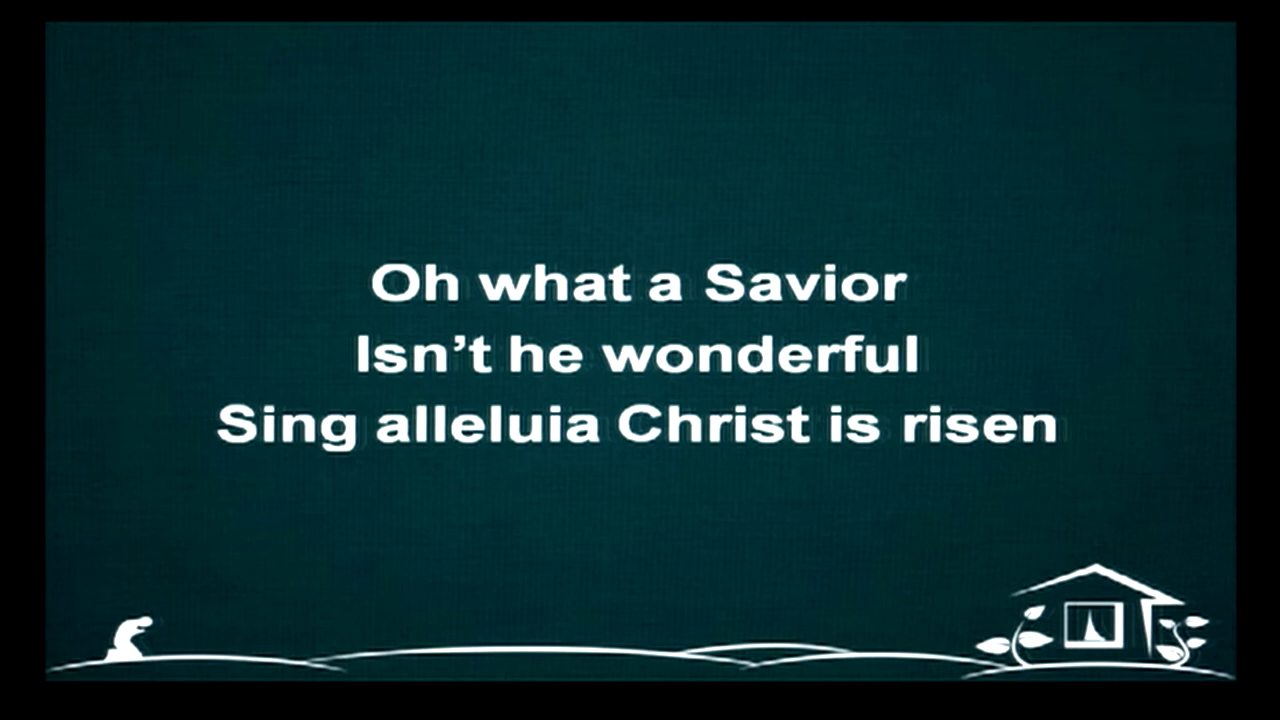 Oh what a Savior
Isn’t he wonderful
Sing alleluia Christ is risen